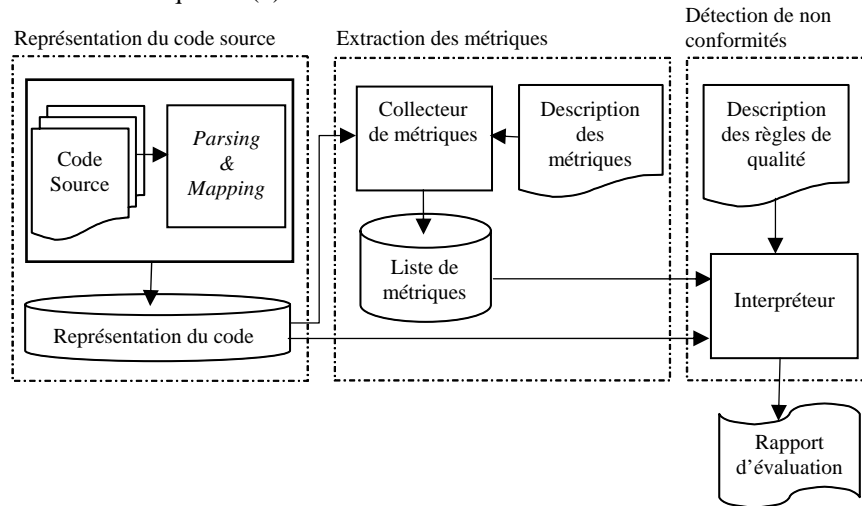 Représentation du code source
Extraction des métriques
Détection de non
conformités
Code
Source
Parsing
&
Mapping
Représentation du code
Collecteur
de métriques
Description
des
métriques
Liste de
métriques
Description
des règles de
qualité
Interpréteur
Rapport
d’évaluation